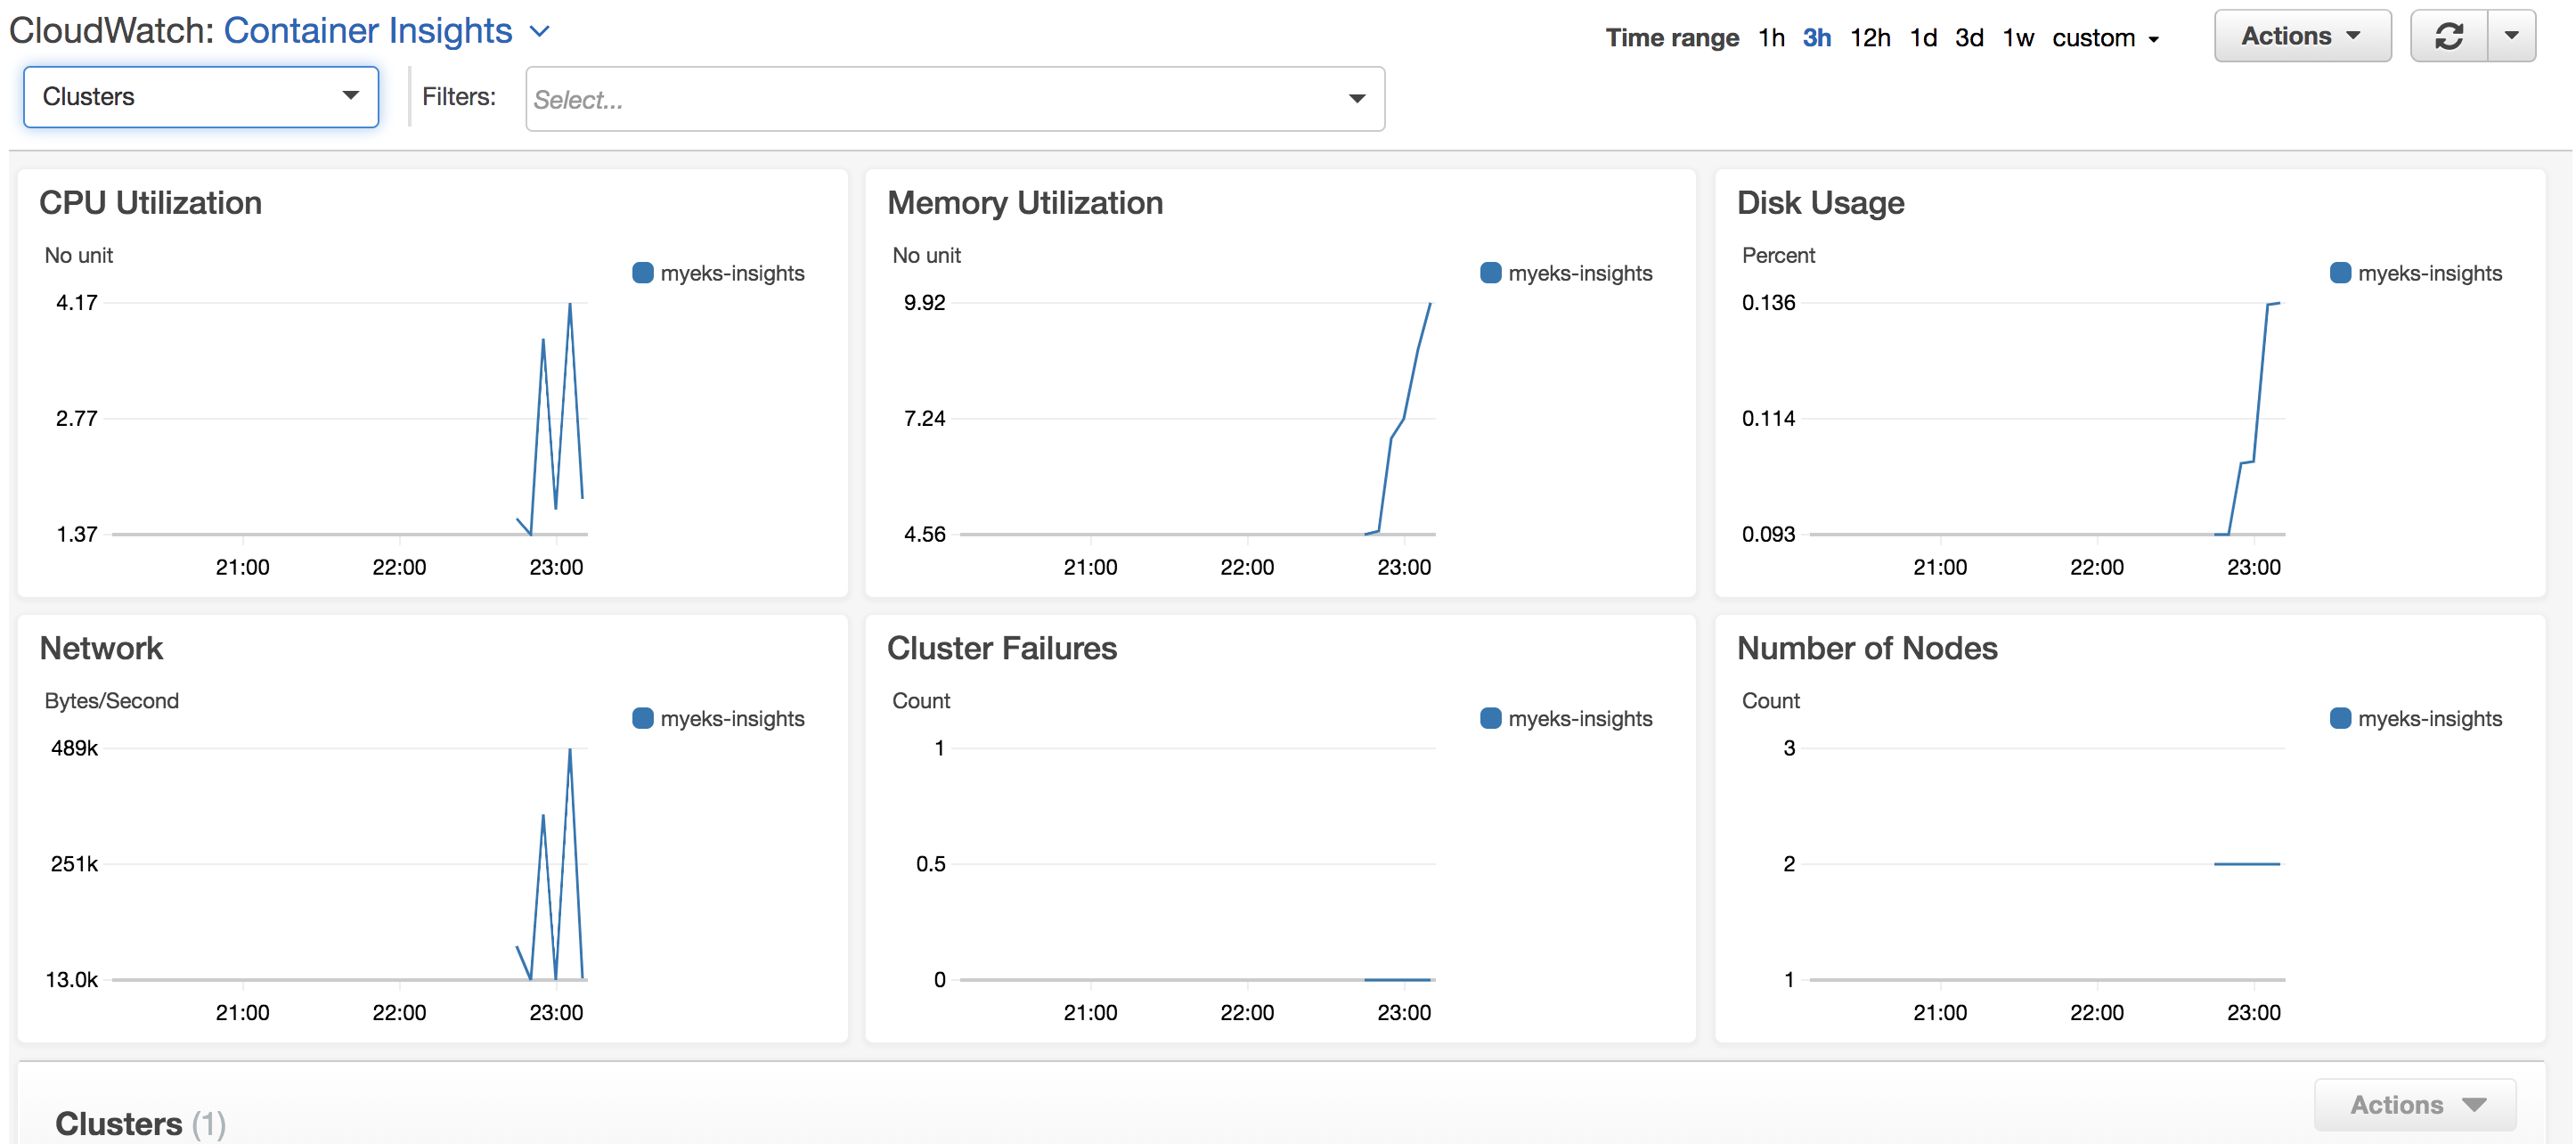 CloudWatch: Container Insights
Time range 1h 3h 12h 1d 3d 1w custom
Actions
Clusters
Filters:
Select...
CPU Utilization
No unit
myeks-insights
4.17
2.77
1.37
21:00 22:00 23:00
Memory Utilization
No unit
myeks-insights
9.92
7.24
4.56
21:00 22:00 23:00
Disk Usage
Percent
myeks-insights
0.136
0.114
0.093
21:00 22:00 23:00
Network
Bytes/Second
myeks-insights
489k
251k
13.0k
21:00 22:00 23:00
Cluster Failures
Count
myeks-insights
1
0.5
0
21:00 22:00 23:00
Number of Nodes
Count
myeks-insights
3
2
1
21:00 22:00 23:00
Clusters (1)
Actions